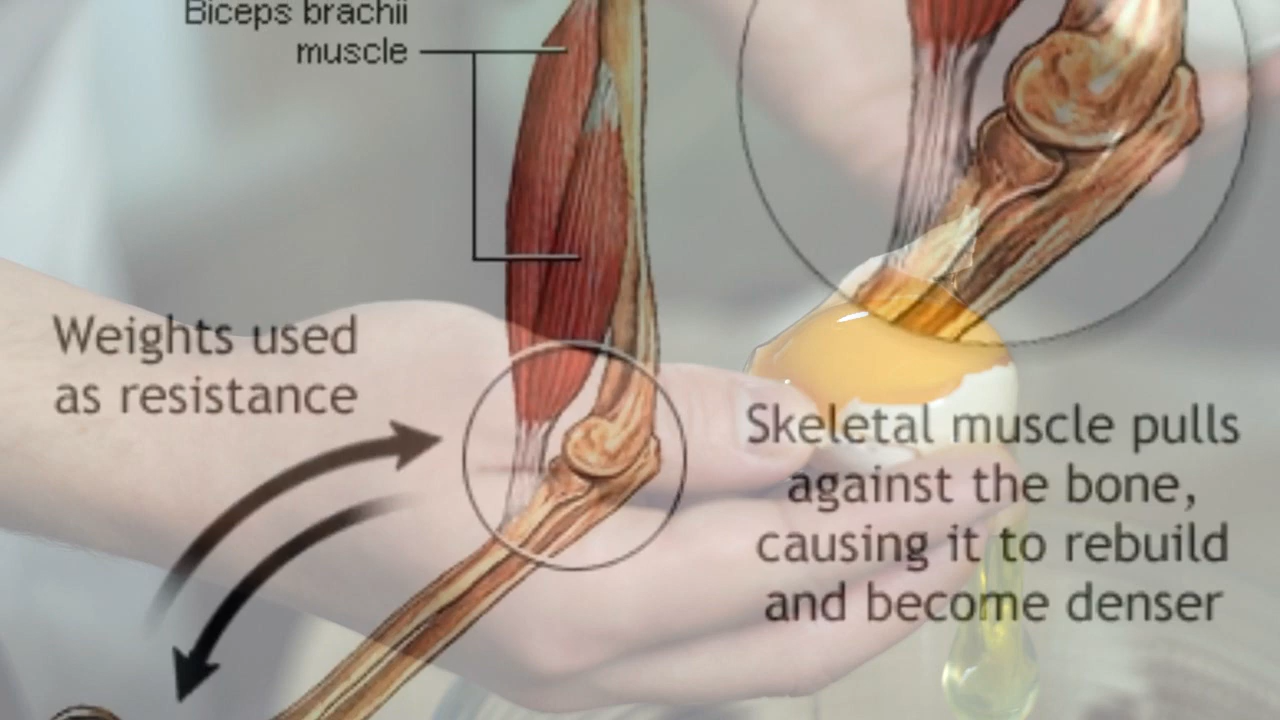 Biceps brachii
muscle
Weights used
as resistance
Skeletal muscle pulls
against the bone,
causing it to rebuild
and become denser